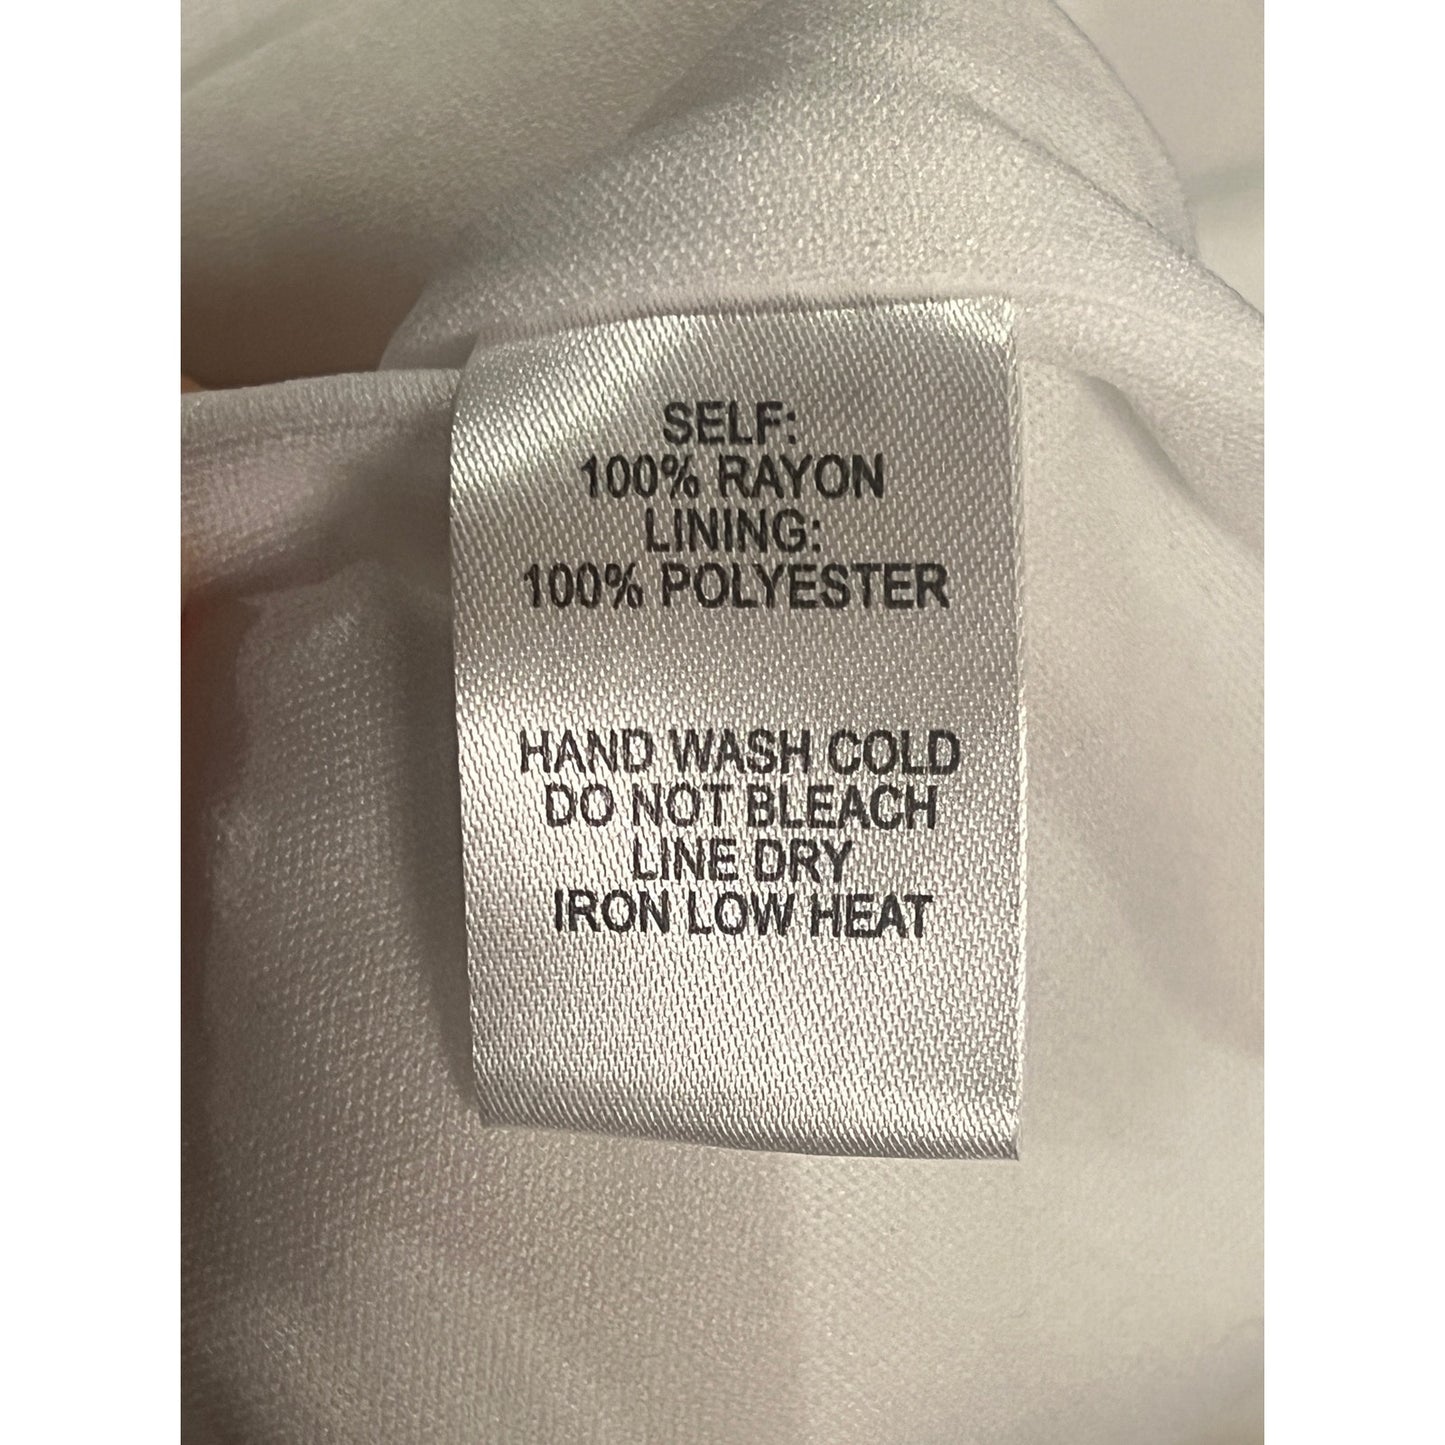 SELF:
100% RAYON
LINING:
100% POLYESTER
HAND WASH COLD
DO NOT BLEACH
LINE DRY
IRON LOW HEAT